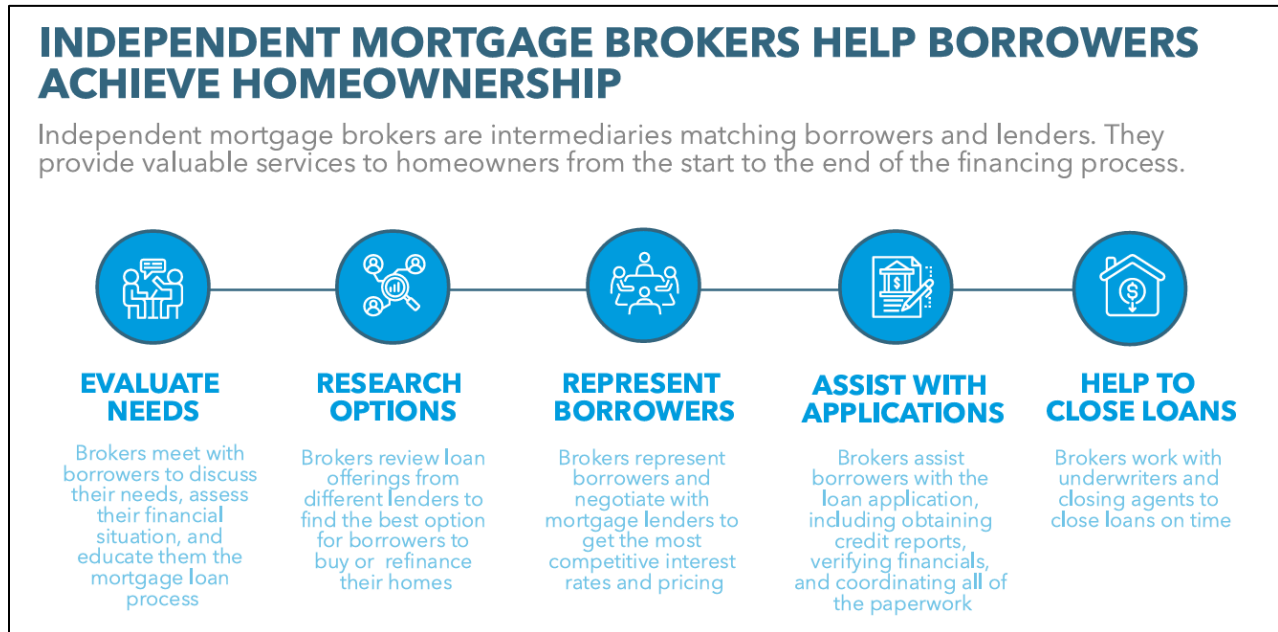 INDEPENDENT MORTGAGE BROKERS HELP BORROWERS
ACHIEVE HOMEOWNERSHIP
Independent mortgage brokers are intermediaries matching borrowers and lenders. They
provide valuable services to homeowners from the start to the end of the financing process.
EVALUATE
NEEDS
Brokers meet with
borrowers to discuss
their needs, assess
their financial
situation, and
educate them the
mortgage loan
process
RESEARCH
OPTIONS
Brokers review loan
offerings from
different lenders to
find the best option
for borrowers to
buy or refinance
their homes
REPRESENT
BORROWERS
Brokers represent
borrowers and
negotiate with
mortgage lenders to
get the most
competitive interest
rates and pricing
ASSIST WITH
APPLICATIONS
Brokers assist
borrowers with the
loan application,
including obtaining
credit reports,
verifying financials,
and coordinating all of
the paperwork
HELP TO
CLOSE LOANS
Brokers work with
underwriters and
closing agents to
close loans on time